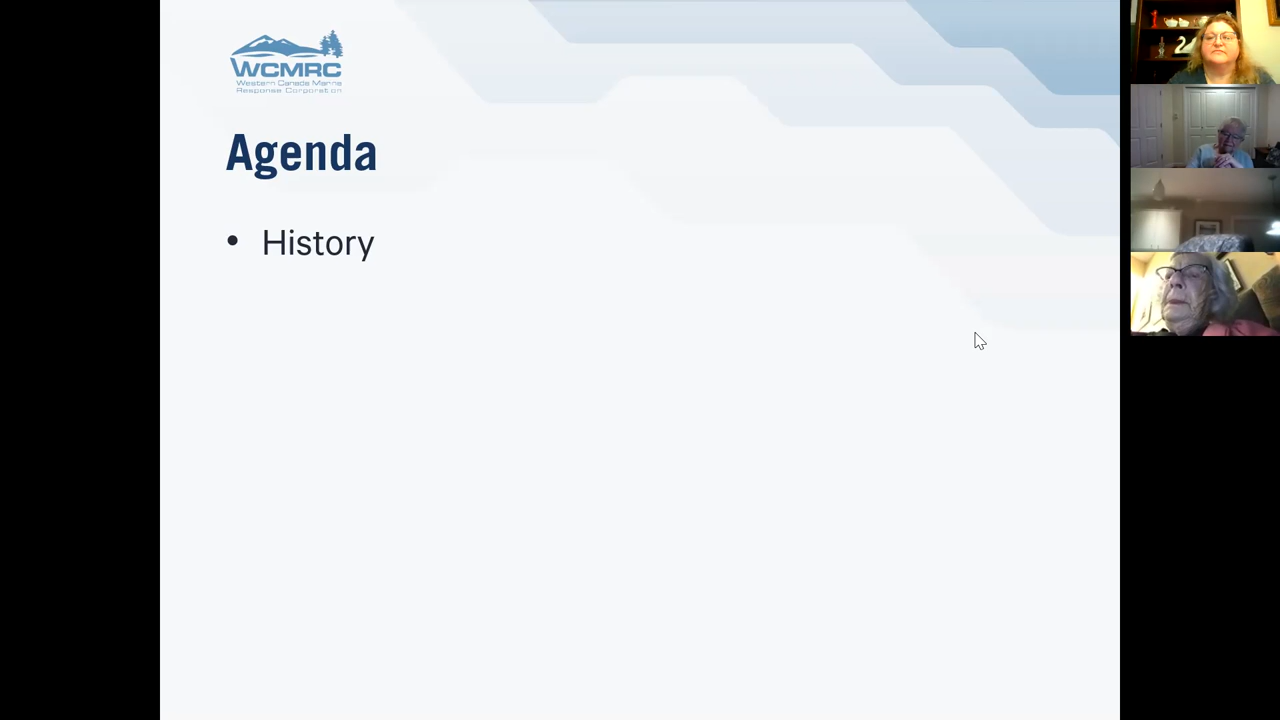 WCMRC
Western Canada Marine
Response Corporation
Agenda
• History